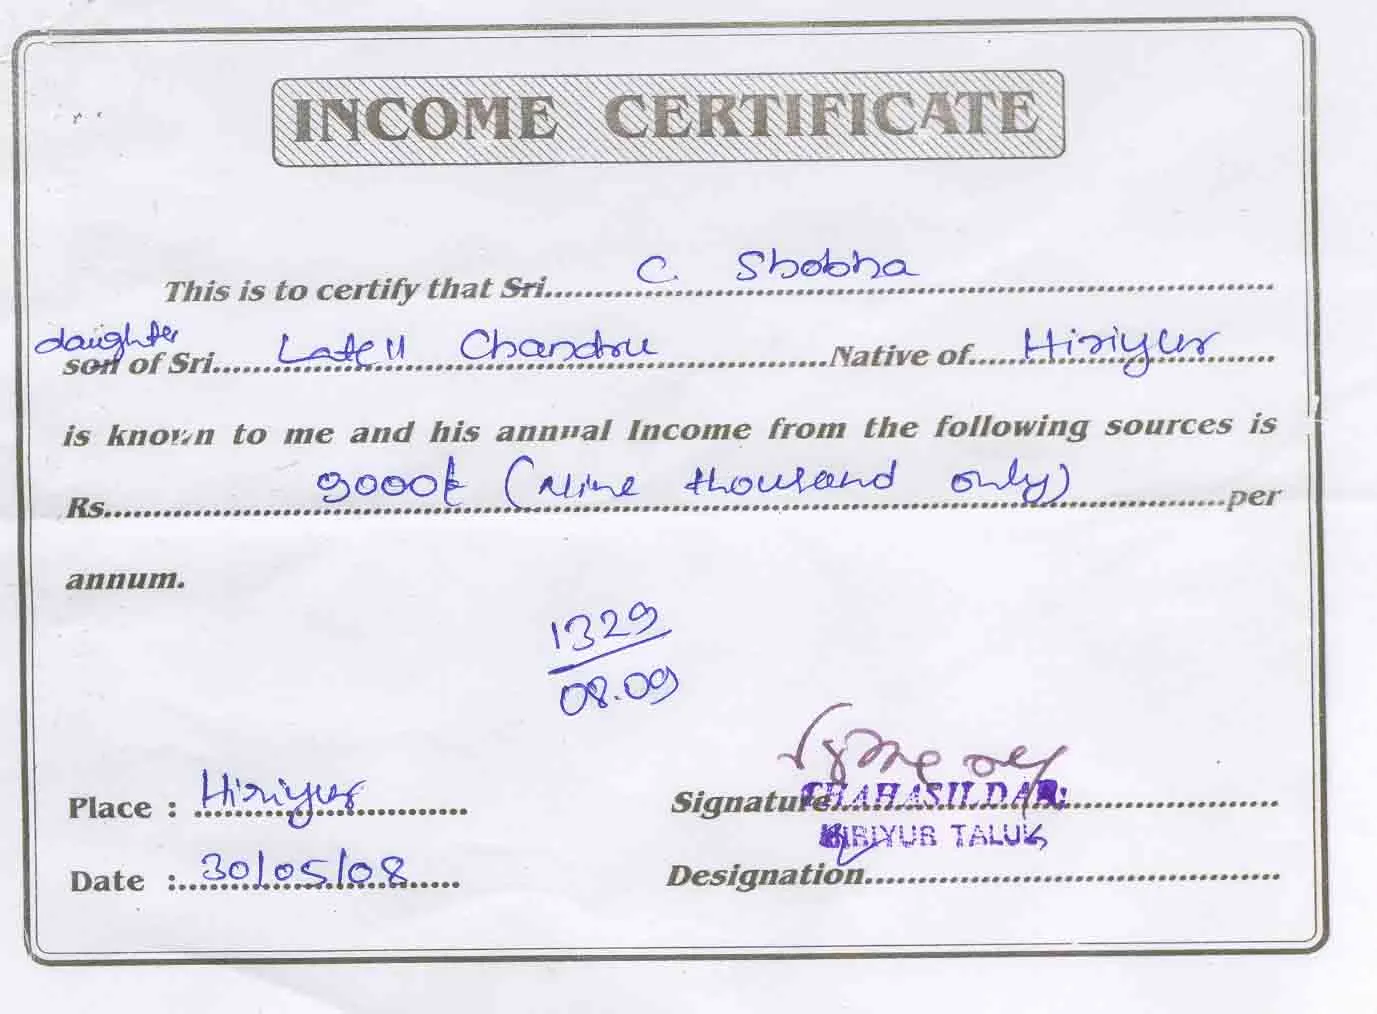 INCOME CERTIFICATE
This is to certify that Sri...... C. Shobha ......
daughter
son of Sri...... Late Chandru ......Native of...... Hiriyur ......
is known to me and his annual Income from the following sources is
Rs...... 9000/- (Nine thousand only) ......per
annum.
1329
08.09
Place : Hiriyur
Signature...... THAHASILDAR
HIRIYUR TALUK
Date : 30/05/08
Designation......